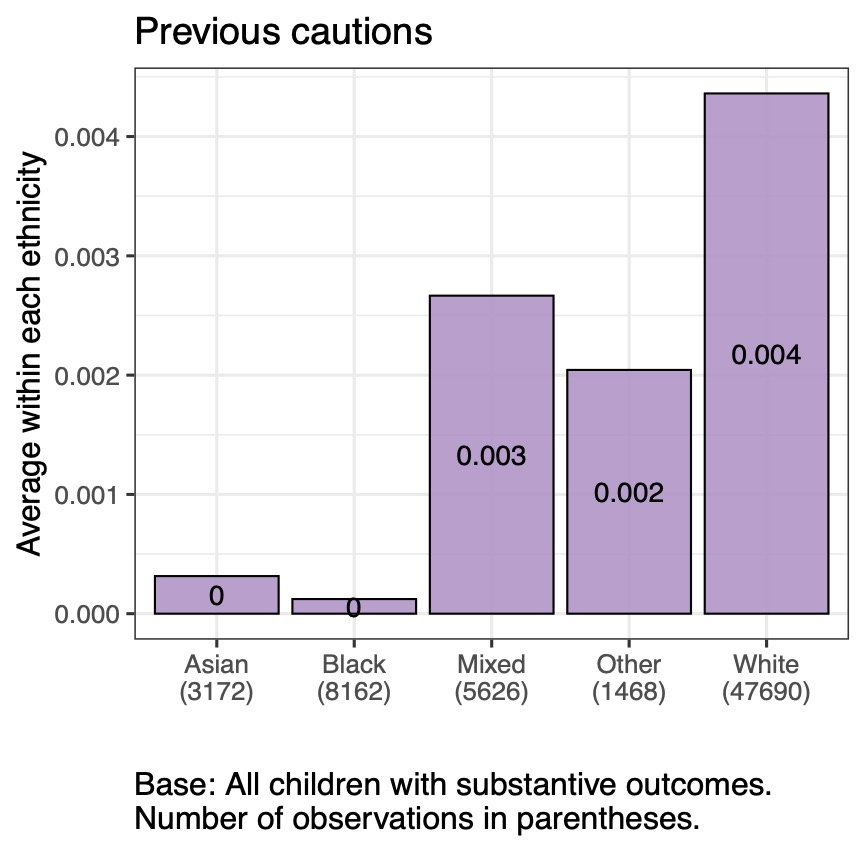 Previous cautions
Average within each ethnicity
0.004
0.003
0.002
0.001
0.000
0
0
0.003
0.002
0.004
Asian
(3172)
Black
(8162)
Mixed
(5626)
Other
(1468)
White
(47690)
Base: All children with substantive outcomes.
Number of observations in parentheses.